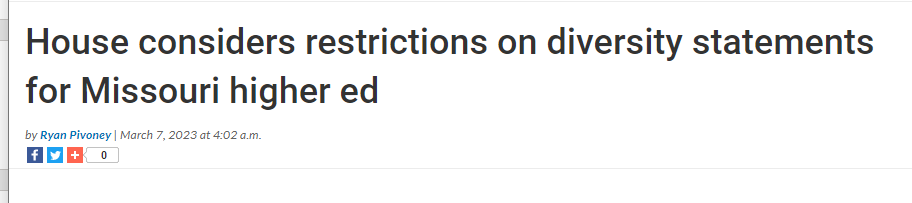 House considers restrictions on diversity statements
for Missouri higher ed
by Ryan Pivoney | March 7, 2023 at 4:02 a.m.
f + 0